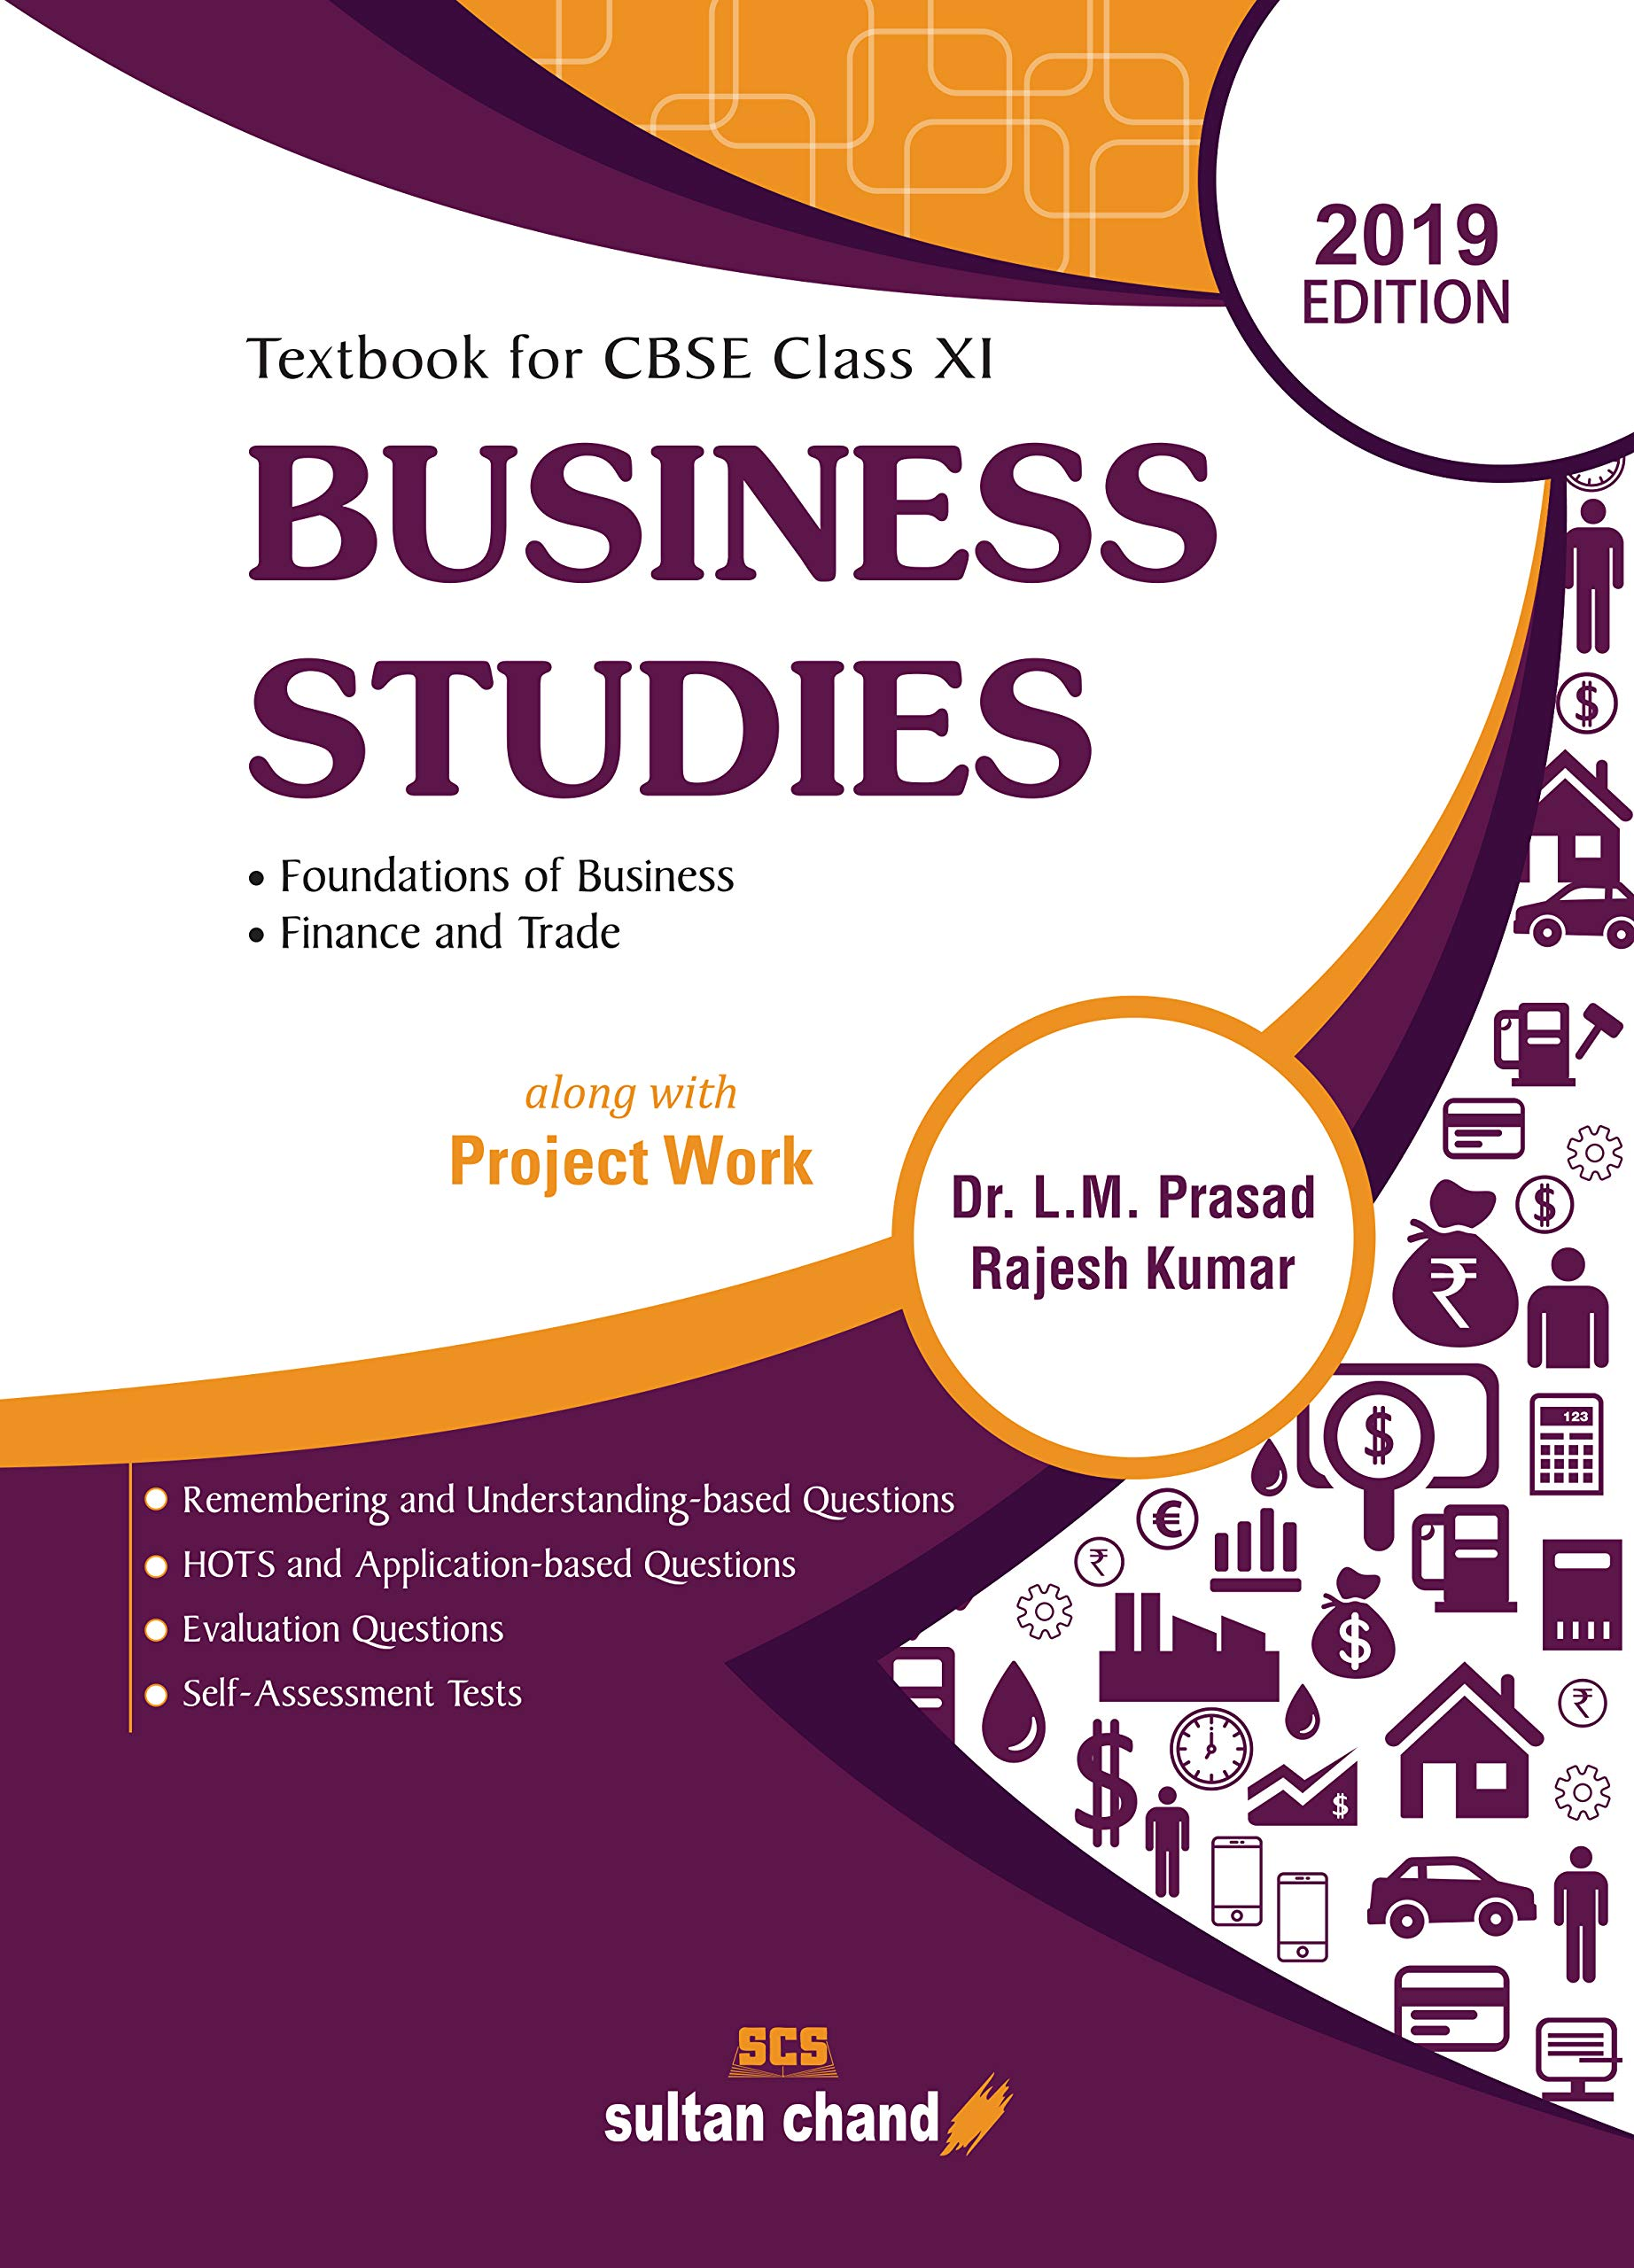 2019
EDITION
Textbook for CBSE Class XI
BUSINESS
STUDIES
• Foundations of Business
• Finance and Trade
along with
Project Work
Dr. L.M. Prasad
Rajesh Kumar
Remembering and Understanding-based Questions
HOTS and Application-based Questions
Evaluation Questions
Self-Assessment Tests
123
SCS
sultan chand